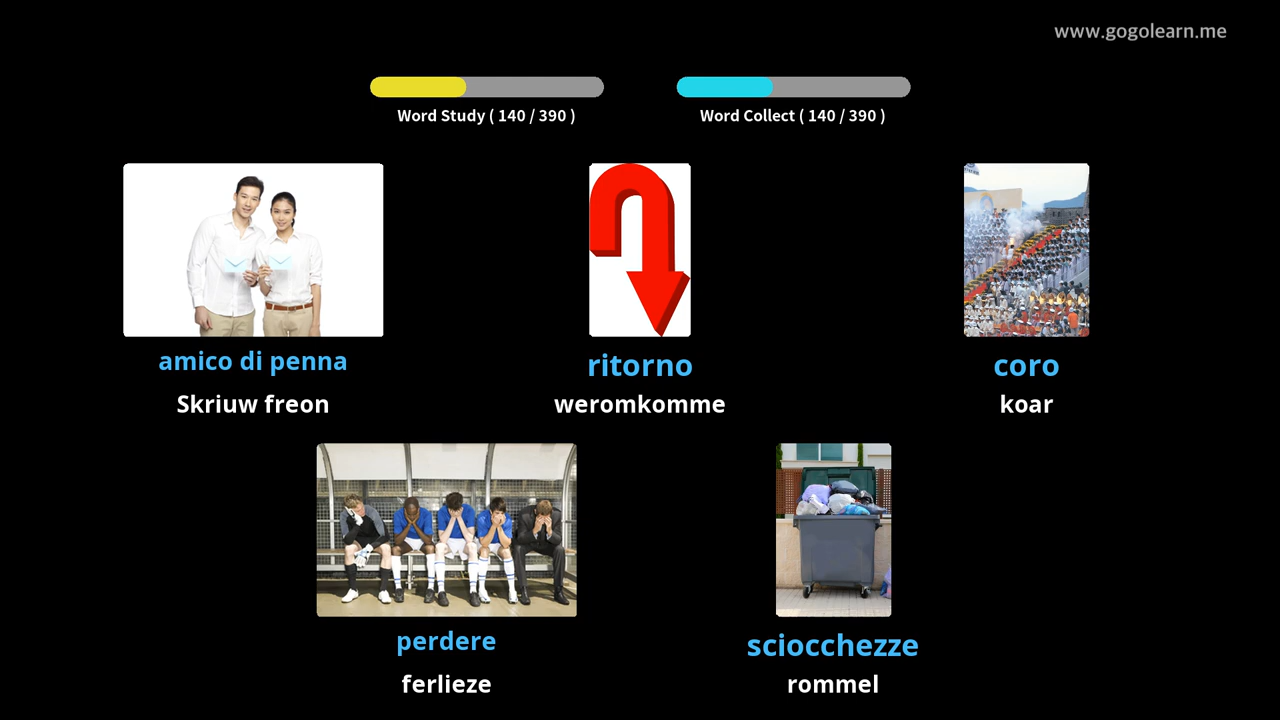 www.gogolearn.me
Word Study ( 140 / 390 )
Word Collect ( 140 / 390 )
amico di penna
ritorno
coro
Skriuw freon
weromkomme
koar
perdere
sciocchezze
ferlieze
rommel